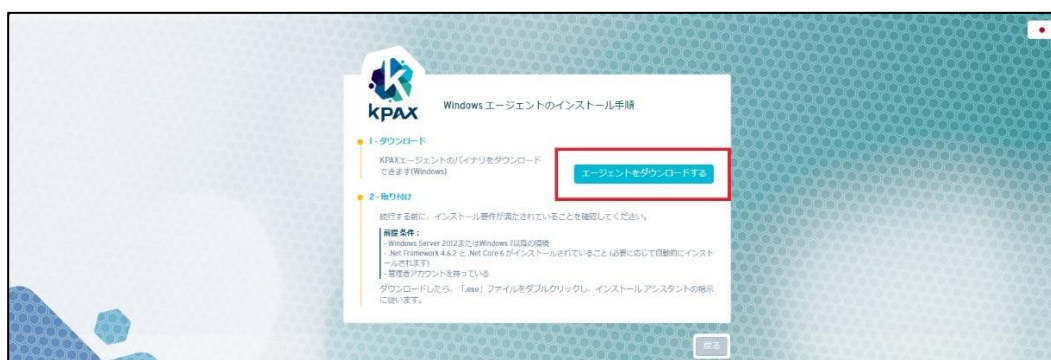 kPAX
Windows エージェントのインストール手順
1 - ダウンロード
KPAXエージェントのバイナリをダウンロード
できます(Windows)
エージェントをダウンロードする
2 - 取り付け
続行する前に、インストール要件が満たされていることを確認してください。
前提条件：
- Windows Server 2012またはWindows 7以降の環境
- .Net Framework 4.6.2 と .Net Core 6 がインストールされていること (必要に応じて自動的にインスト
ールされます)
- 管理者アカウントを持っている
ダウンロードしたら、「.exe」ファイルをダブルクリックし、インストール アシスタントの指示
に従います。
戻る